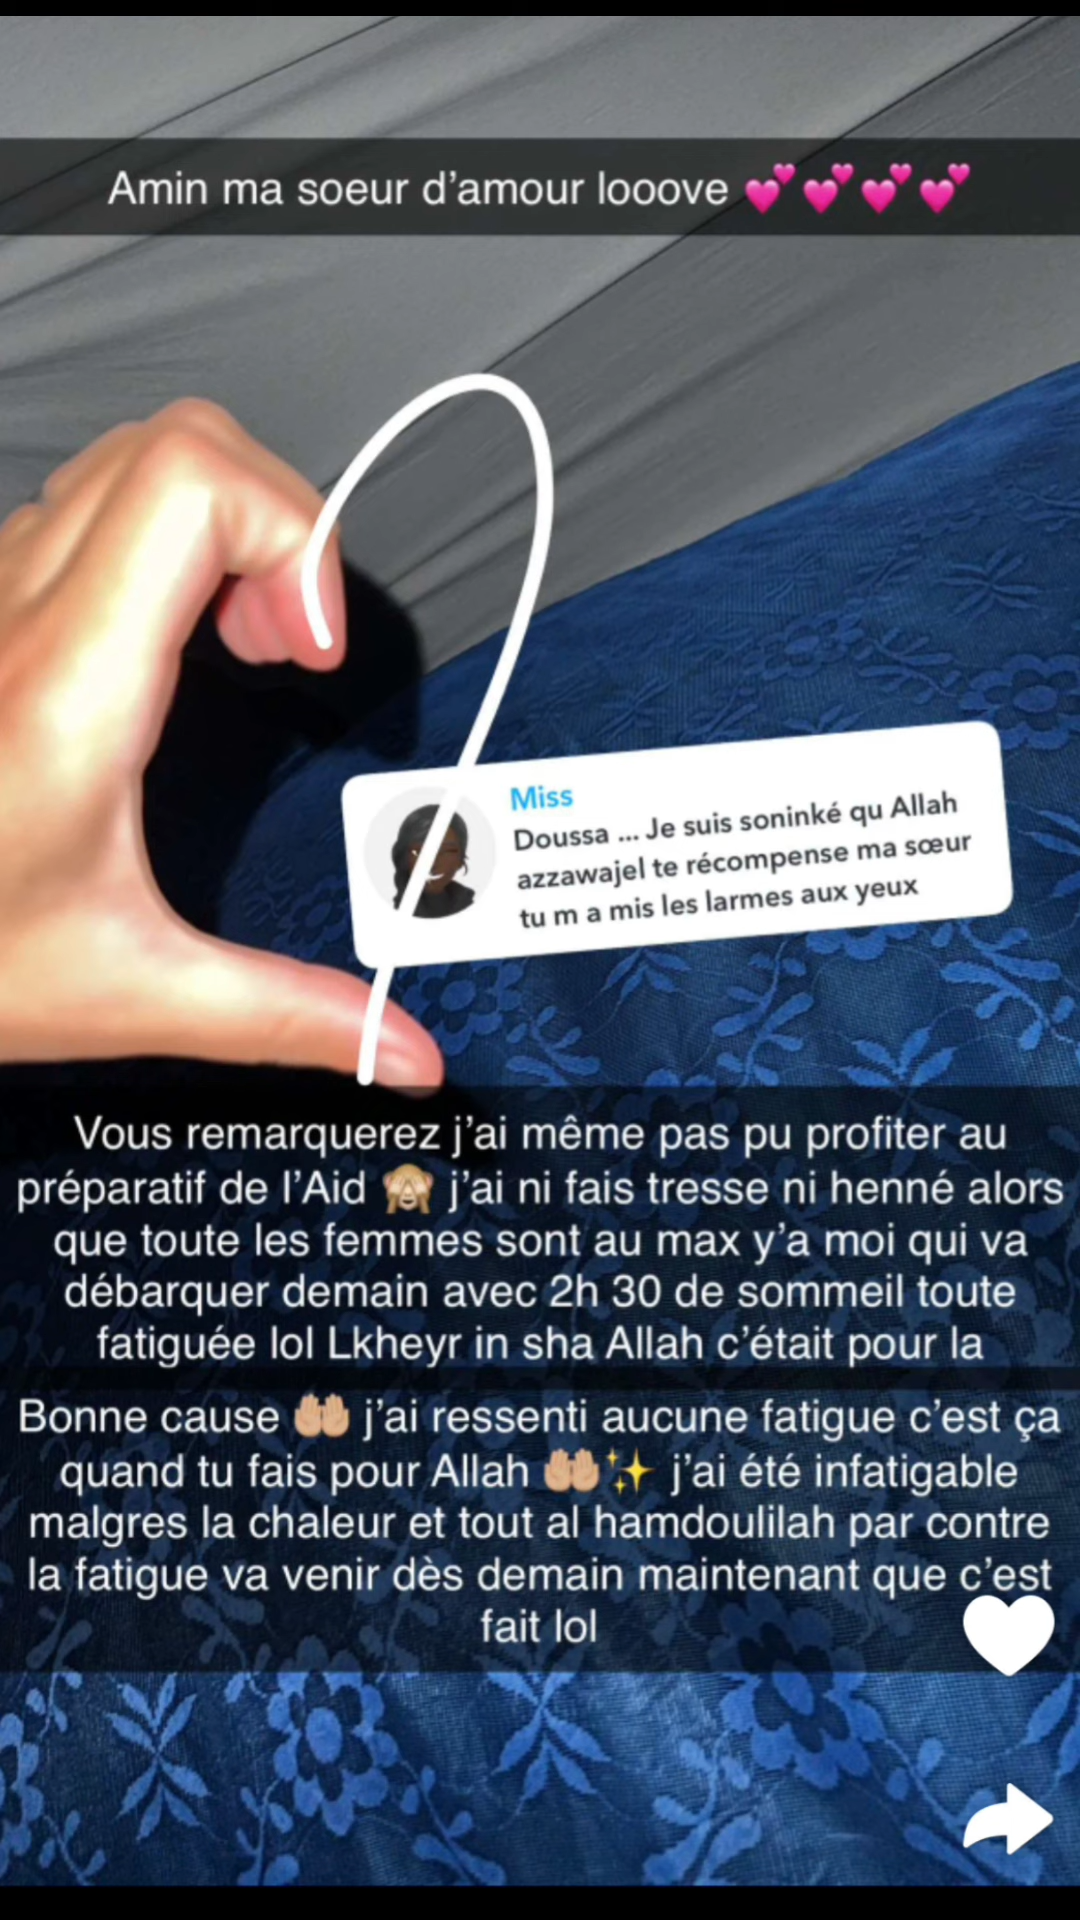 Amin ma soeur d’amour looove 💕💕💕💕
Miss
Doussa ... Je suis soninké qu Allah
azzawajel te récompense ma sœur
tu m a mis les larmes aux yeux
Vous remarquerez j’ai même pas pu profiter au
préparatif de l’Aid 🙈 j’ai ni fais tresse ni henné alors
que toute les femmes sont au max y’a moi qui va
débarquer demain avec 2h 30 de sommeil toute
fatiguée lol Lkheyr in sha Allah c’était pour la
Bonne cause 🤲🏼 j’ai ressenti aucune fatigue c’est ça
quand tu fais pour Allah 🤲🏼✨ j’ai été infatigable
malgres la chaleur et tout al hamdoulilah par contre
la fatigue va venir dès demain maintenant que c’est
fait lol